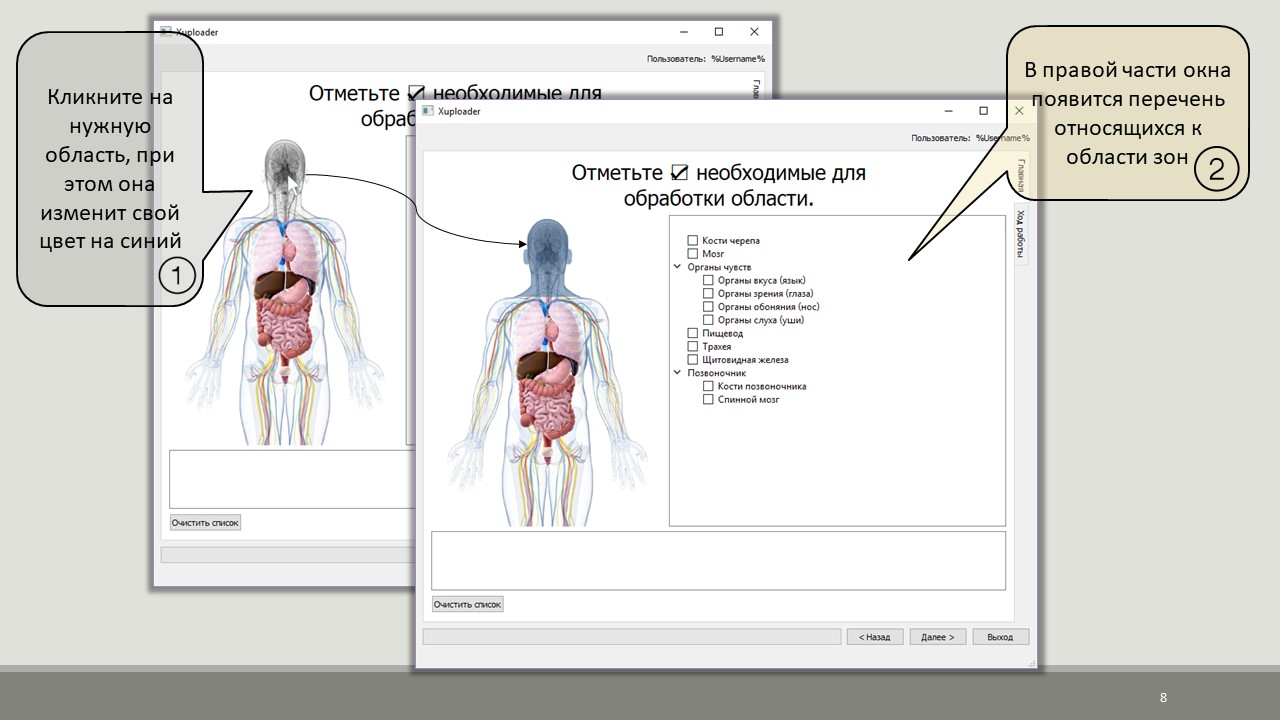 Кликните на
нужную
область, при
этом она
изменит свой
цвет на синий
1
Xuploader
Пользователь: %Username%
Отметьте необходимые для
обраб
Глав
Очистить список
Xuploader
Пользователь: %Username%
Отметьте необходимые для
обработки области.
Главная
Ход работы
Кости черепа
Мозг
Органы чувств
Органы вкуса (язык)
Органы зрения (глаза)
Органы обоняния (нос)
Органы слуха (уши)
Пищевод
Трахея
Щитовидная железа
Позвоночник
Кости позвоночника
Спинной мозг
Очистить список
< Назад
Далее >
Выход
В правой части окна
появится перечень
относящихся к
области зон
2
8